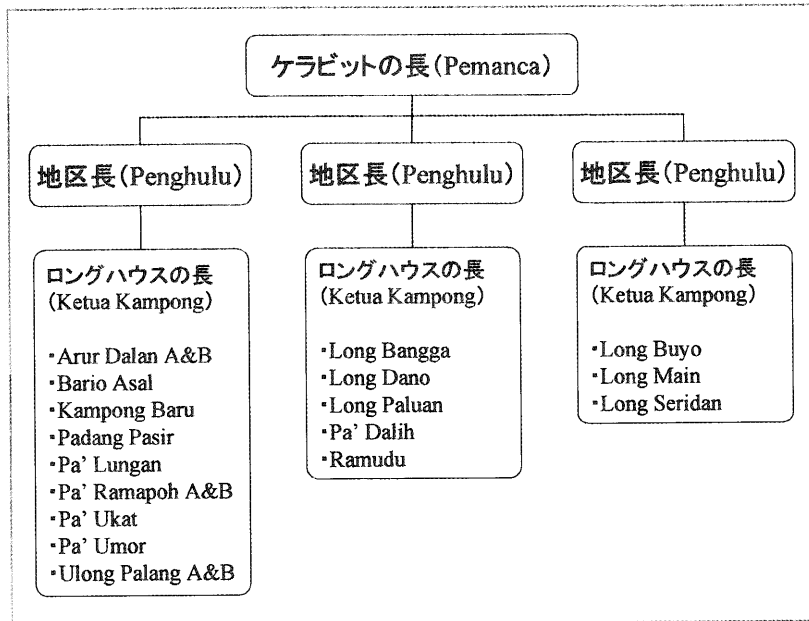 ケラビットの長(Pemanca)
地区長(Penghulu)
地区長(Penghulu)
地区長(Penghulu)
ロングハウスの長
(Ketua Kampong)
・Arur Dalan A&B
・Bario Asal
・Kampong Baru
・Padang Pasir
・Pa' Lungan
・Pa' Ramapoh A&B
・Pa' Ukat
・Pa' Umor
・Ulong Palang A&B
ロングハウスの長
(Ketua Kampong)
・Long Bangga
・Long Dano
・Long Paluan
・Pa' Dalih
・Ramudu
ロングハウスの長
(Ketua Kampong)
・Long Buyo
・Long Main
・Long Seridan